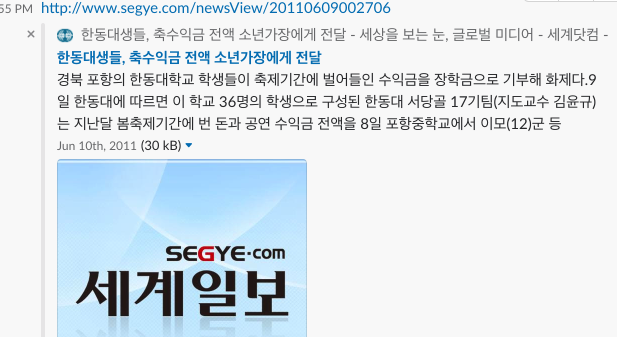 55 PM http://www.segye.com/newsView/20110609002706
× 한동대생들, 축수익금 전액 소년가장에게 전달 - 세상을 보는 눈, 글로벌 미디어 - 세계닷컴 -
한동대생들, 축수익금 전액 소년가장에게 전달
경북 포항의 한동대학교 학생들이 축제기간에 벌어들인 수익금을 장학금으로 기부해 화제다.9
일 한동대에 따르면 이 학교 36명의 학생으로 구성된 한동대 서당골 17기팀(지도교수 김윤규)
는 지난달 봄축제기간에 번 돈과 공연 수익금 전액을 8일 포항중학교에서 이모(12)군 등
Jun 10th, 2011 (30 kB)
SEGYE.com
세계일보